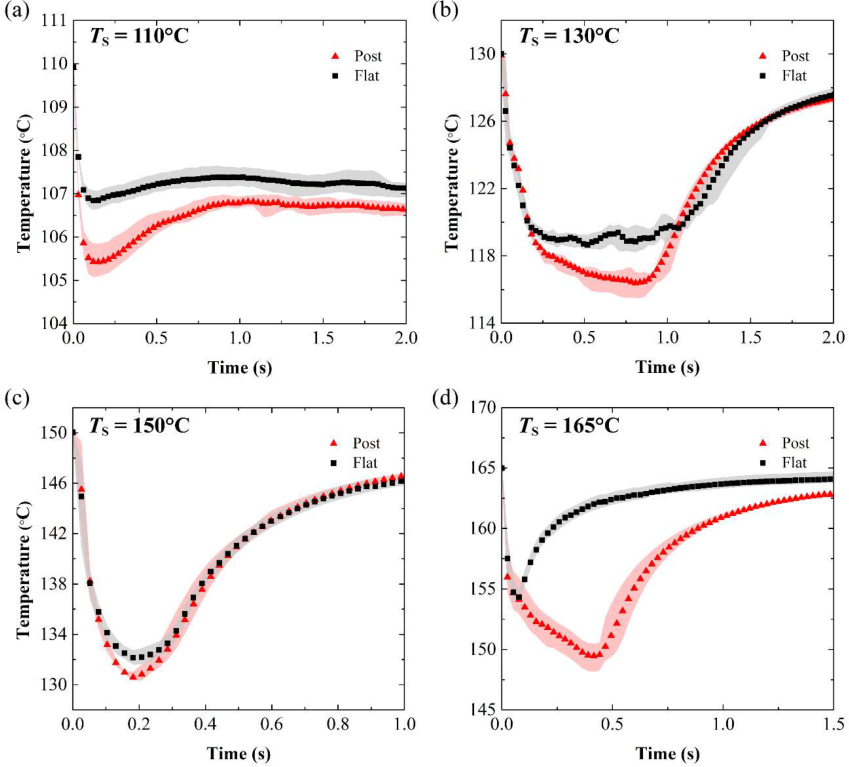 (a)
T_S = 110°C
Post
Flat
111
110
109
108
107
106
105
104
Temperature (°C)
0.0 0.5 1.0 1.5 2.0
Time (s)
(b)
T_S = 130°C
Post
Flat
130
126
122
118
114
Temperature (°C)
0.0 0.5 1.0 1.5 2.0
Time (s)
(c)
T_S = 150°C
Post
Flat
150
146
142
138
134
130
Temperature (°C)
0.0 0.2 0.4 0.6 0.8 1.0
Time (s)
(d)
T_S = 165°C
Post
Flat
170
165
160
155
150
145
Temperature (°C)
0.0 0.5 1.0 1.5
Time (s)